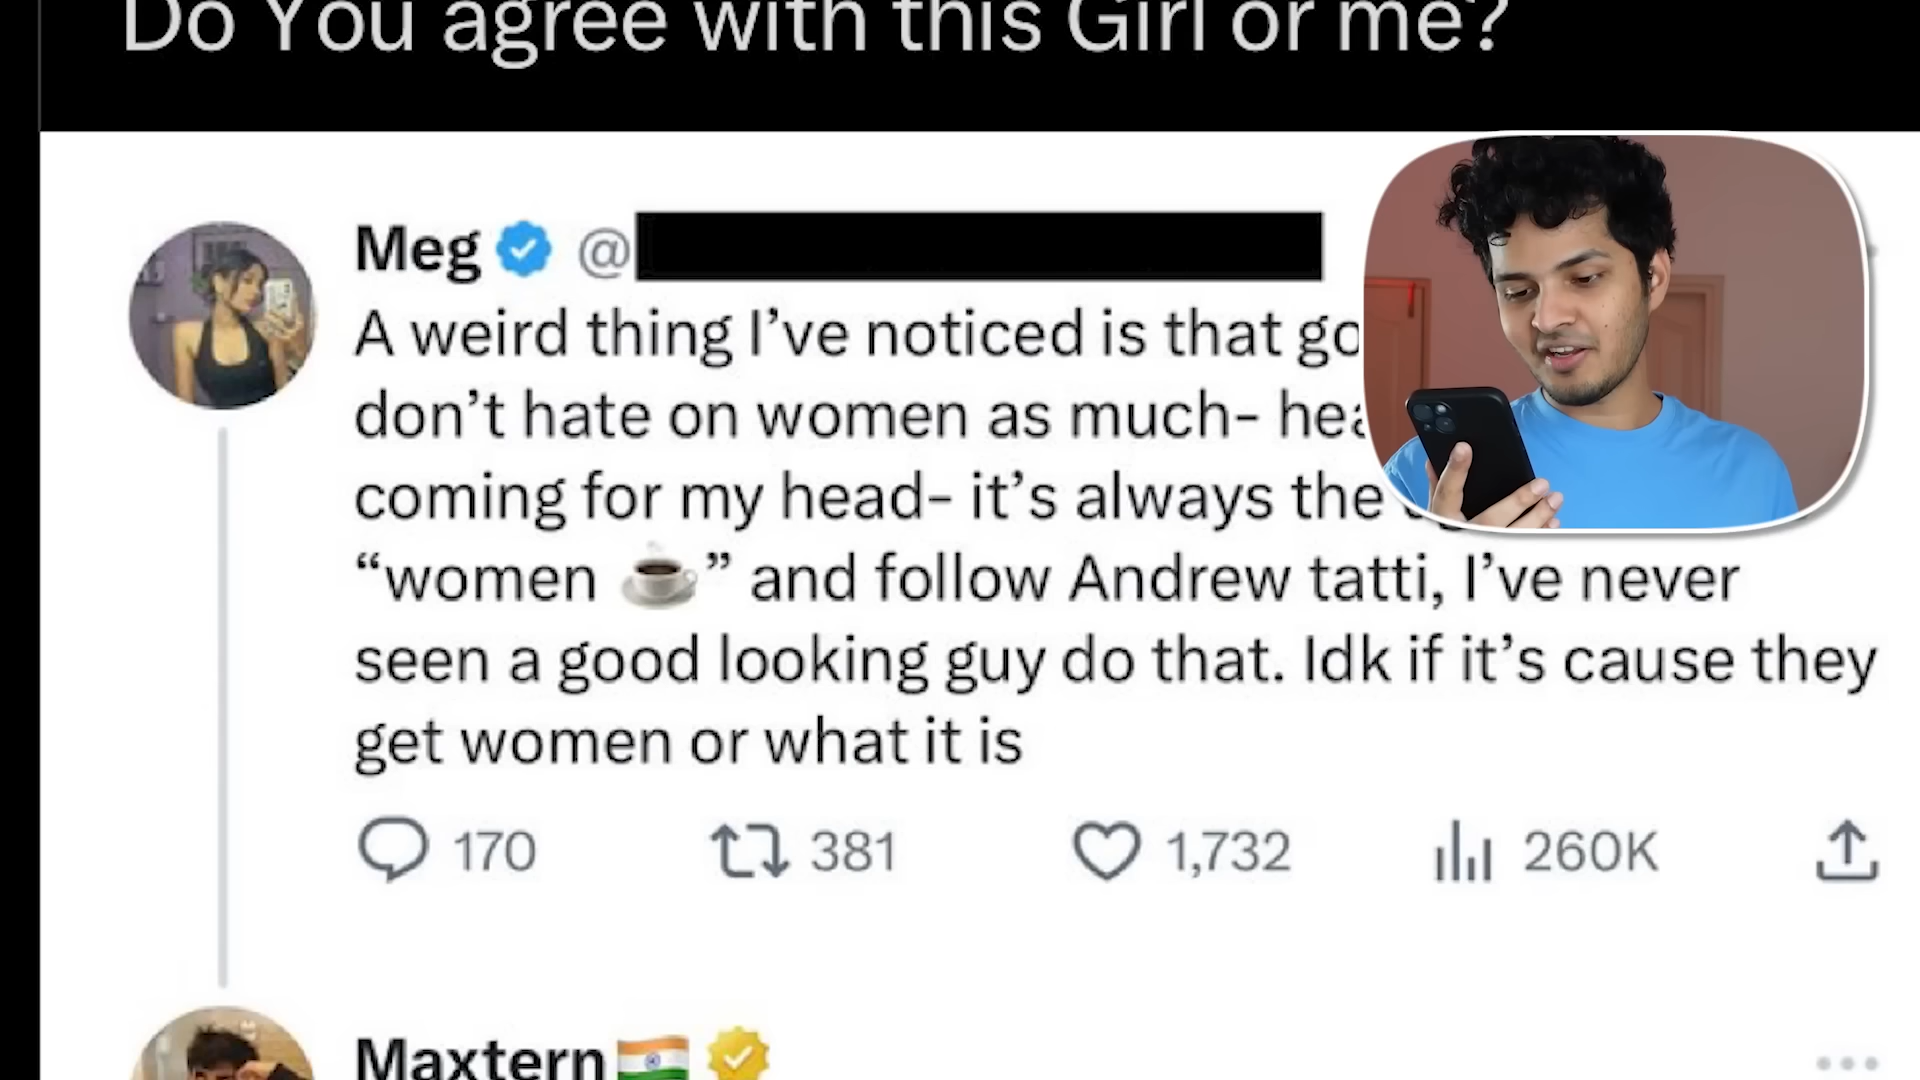 Do You agree with this Girl or me?
Meg @
A weird thing I’ve noticed is that
don’t hate on women as much-
coming for my head- it’s always the
“women ☕” and follow Andrew tatti, I’ve never
seen a good looking guy do that. Idk if it’s cause they
get women or what it is
170 381 1,732 260K
Maxtern